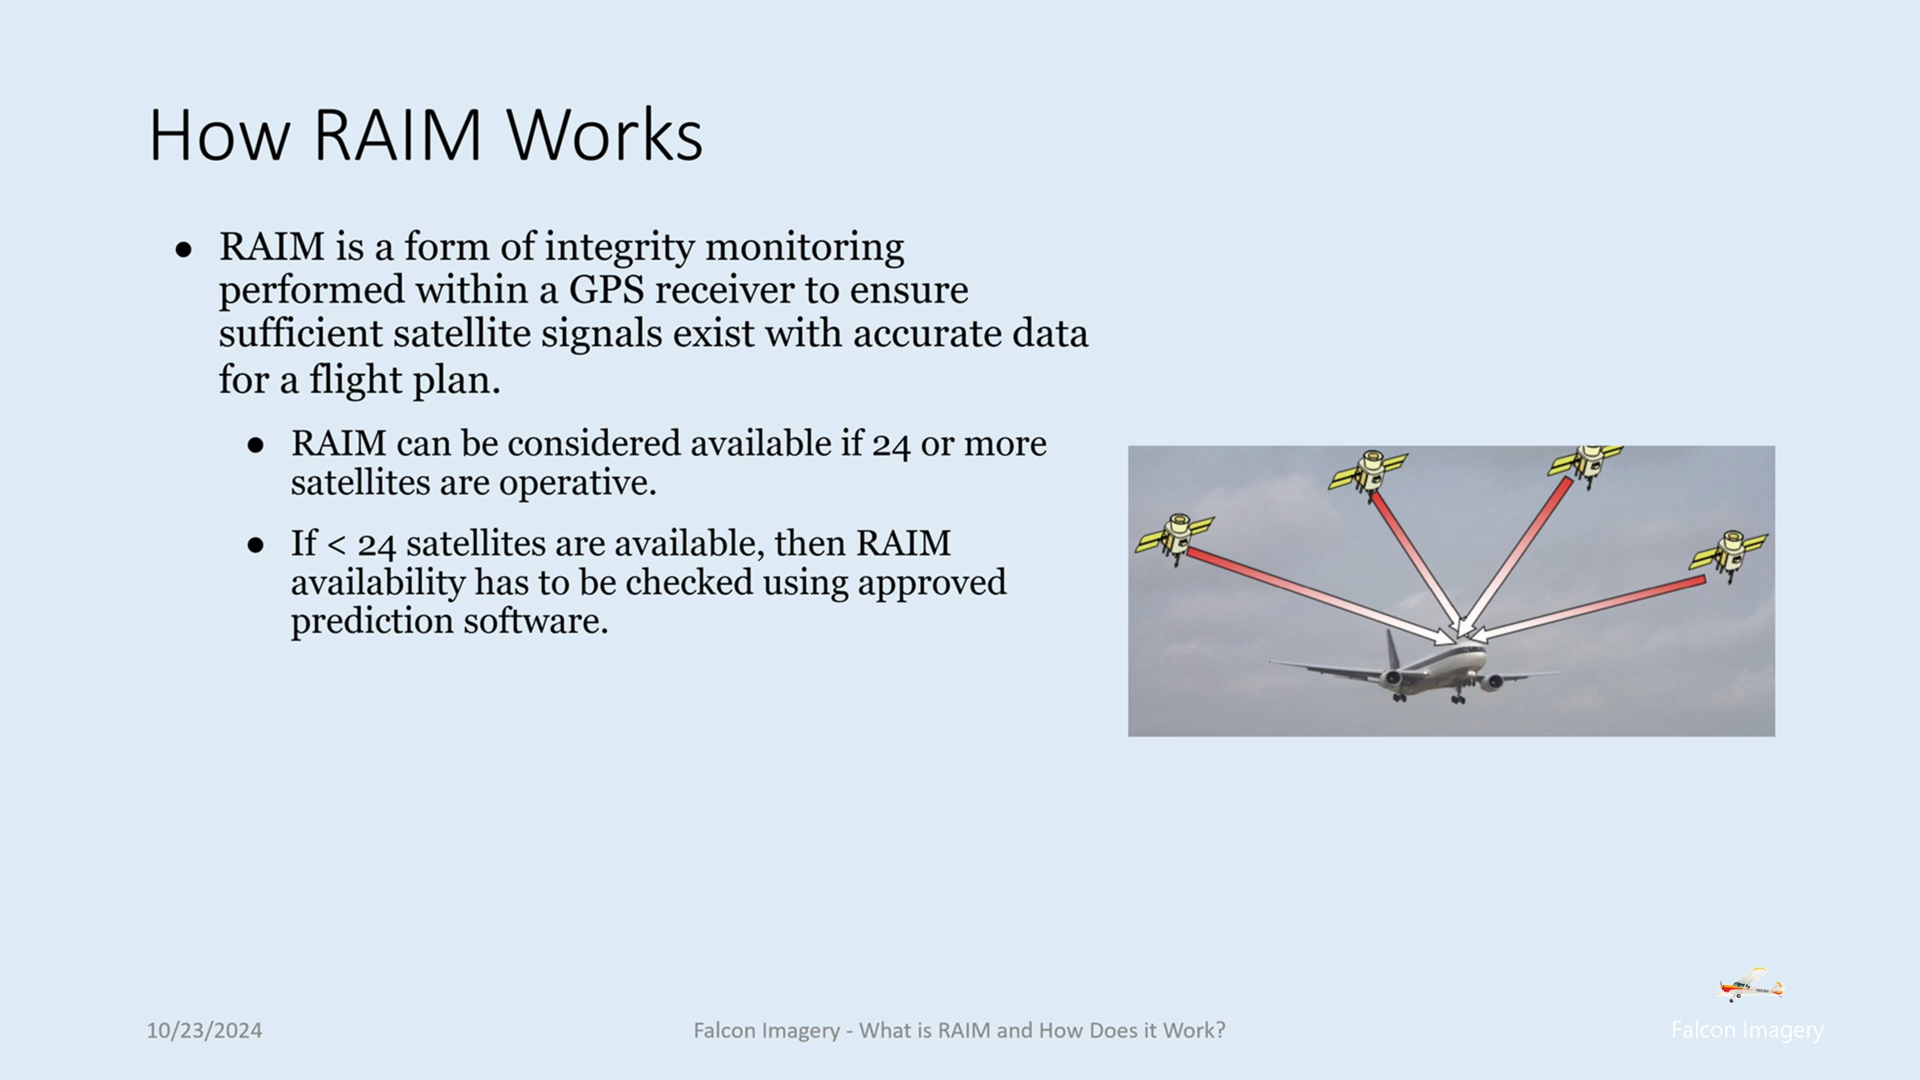 How RAIM Works
● RAIM is a form of integrity monitoring
performed within a GPS receiver to ensure
sufficient satellite signals exist with accurate data
for a flight plan.
● RAIM can be considered available if 24 or more
satellites are operative.
● If < 24 satellites are available, then RAIM
availability has to be checked using approved
prediction software.
10/23/2024
Falcon Imagery - What is RAIM and How Does it Work?
Falcon Imagery